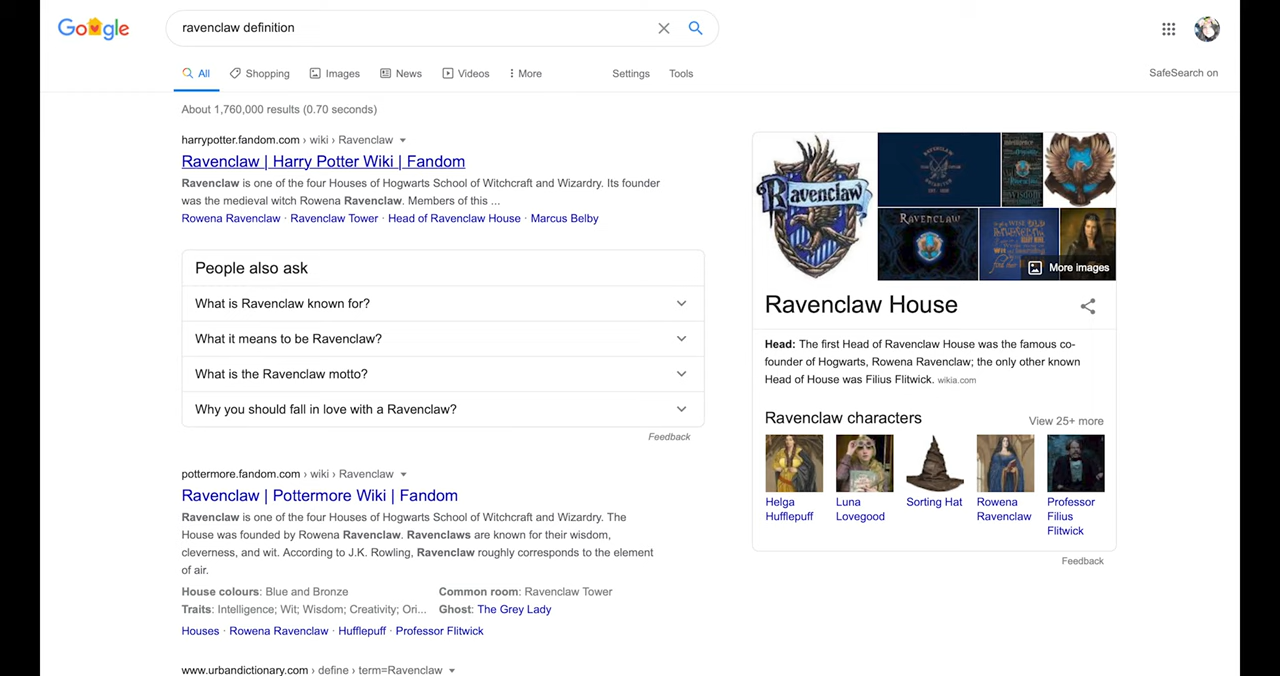 Google
ravenclaw definition
All
Shopping
Images
News
Videos
More
Settings
Tools
SafeSearch on
About 1,760,000 results (0.70 seconds)
harrypotter.fandom.com › wiki › Ravenclaw
Ravenclaw | Harry Potter Wiki | Fandom
Ravenclaw is one of the four Houses of Hogwarts School of Witchcraft and Wizardry. Its founder
was the medieval witch Rowena Ravenclaw. Members of this ...
Rowena Ravenclaw · Ravenclaw Tower · Head of Ravenclaw House · Marcus Belby
People also ask
What is Ravenclaw known for?
What it means to be Ravenclaw?
What is the Ravenclaw motto?
Why you should fall in love with a Ravenclaw?
Feedback
pottermore.fandom.com › wiki › Ravenclaw
Ravenclaw | Pottermore Wiki | Fandom
Ravenclaw is one of the four Houses of Hogwarts School of Witchcraft and Wizardry. The
House was founded by Rowena Ravenclaw. Ravenclaws are known for their wisdom,
cleverness, and wit. According to J.K. Rowling, Ravenclaw roughly corresponds to the element
of air.
House colours: Blue and Bronze
Common room: Ravenclaw Tower
Traits: Intelligence; Wit; Wisdom; Creativity; Ori...
Ghost: The Grey Lady
Houses · Rowena Ravenclaw · Hufflepuff · Professor Flitwick
www.urbandictionary.com › define › term=Ravenclaw
Ravenclaw
RAVENCLAW
RAVENCLAW
More images
Ravenclaw House
Head: The first Head of Ravenclaw House was the famous co-
founder of Hogwarts, Rowena Ravenclaw; the only other known
Head of House was Filius Flitwick. wikia.com
Ravenclaw characters
View 25+ more
Helga
Hufflepuff
Luna
Lovegood
Sorting Hat
Rowena
Ravenclaw
Professor
Filius
Flitwick
Feedback